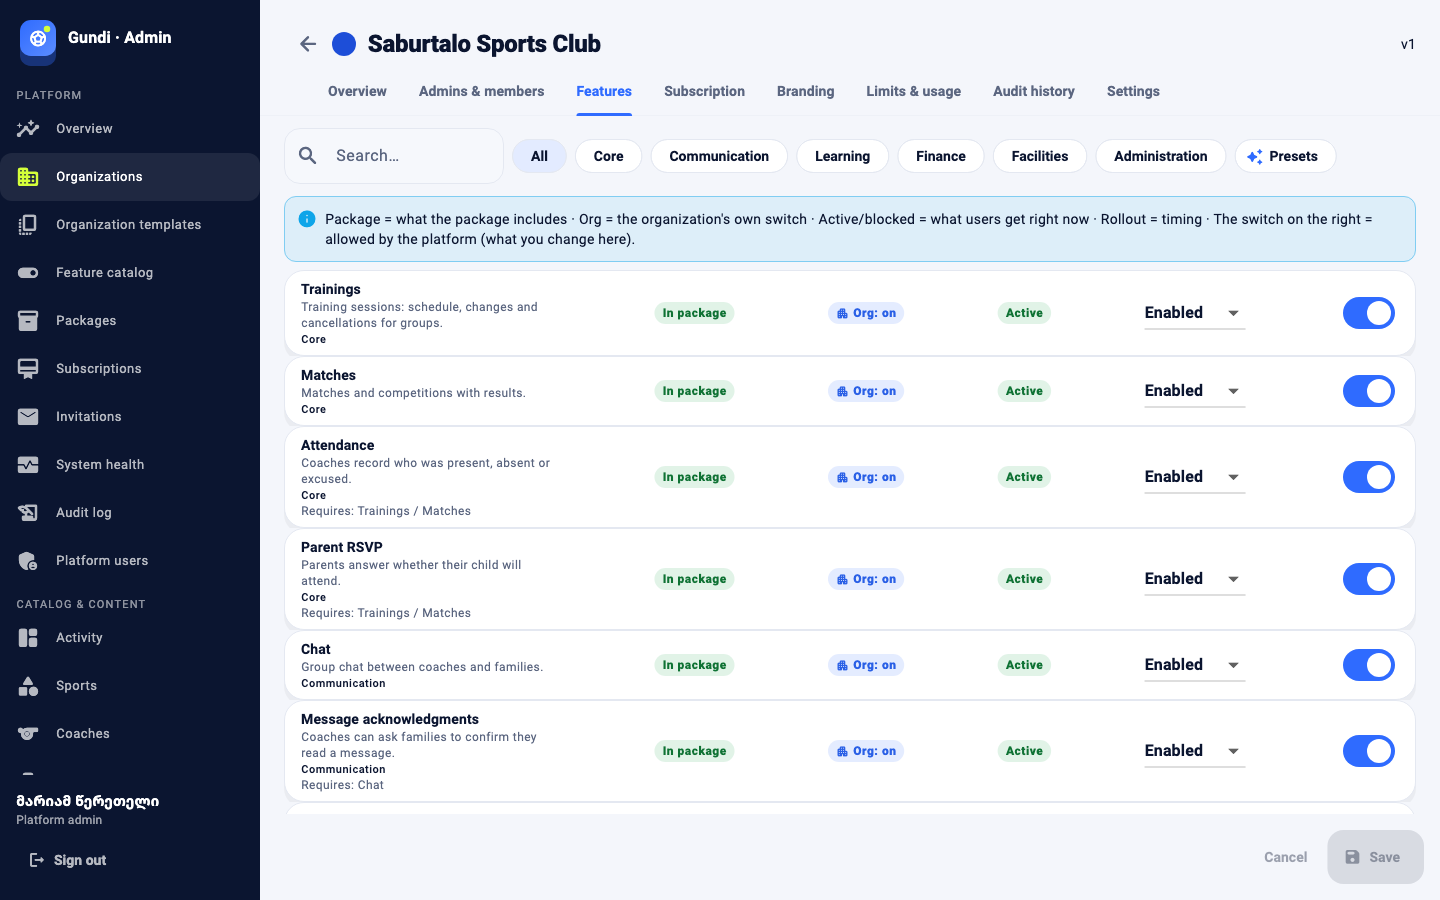 Gundi · Admin
PLATFORM
Overview
Organizations
Organization templates
Feature catalog
Packages
Subscriptions
Invitations
System health
Audit log
Platform users
CATALOG & CONTENT
Activity
Sports
Coaches
მარიამ წერეთელი
Platform admin
Sign out
Saburtalo Sports Club
v1
Overview Admins & members Features Subscription Branding Limits & usage Audit history Settings
Search…
All Core Communication Learning Finance Facilities Administration Presets
Package = what the package includes · Org = the organization's own switch · Active/blocked = what users get right now · Rollout = timing · The switch on the right =
allowed by the platform (what you change here).
Trainings
Training sessions: schedule, changes and
cancellations for groups.
Core
In package Org: on Active Enabled
Matches
Matches and competitions with results.
Core
In package Org: on Active Enabled
Attendance
Coaches record who was present, absent or
excused.
Core
Requires: Trainings / Matches
In package Org: on Active Enabled
Parent RSVP
Parents answer whether their child will
attend.
Core
Requires: Trainings / Matches
In package Org: on Active Enabled
Chat
Group chat between coaches and families.
Communication
In package Org: on Active Enabled
Message acknowledgments
Coaches can ask families to confirm they
read a message.
Communication
Requires: Chat
In package Org: on Active Enabled
Cancel Save